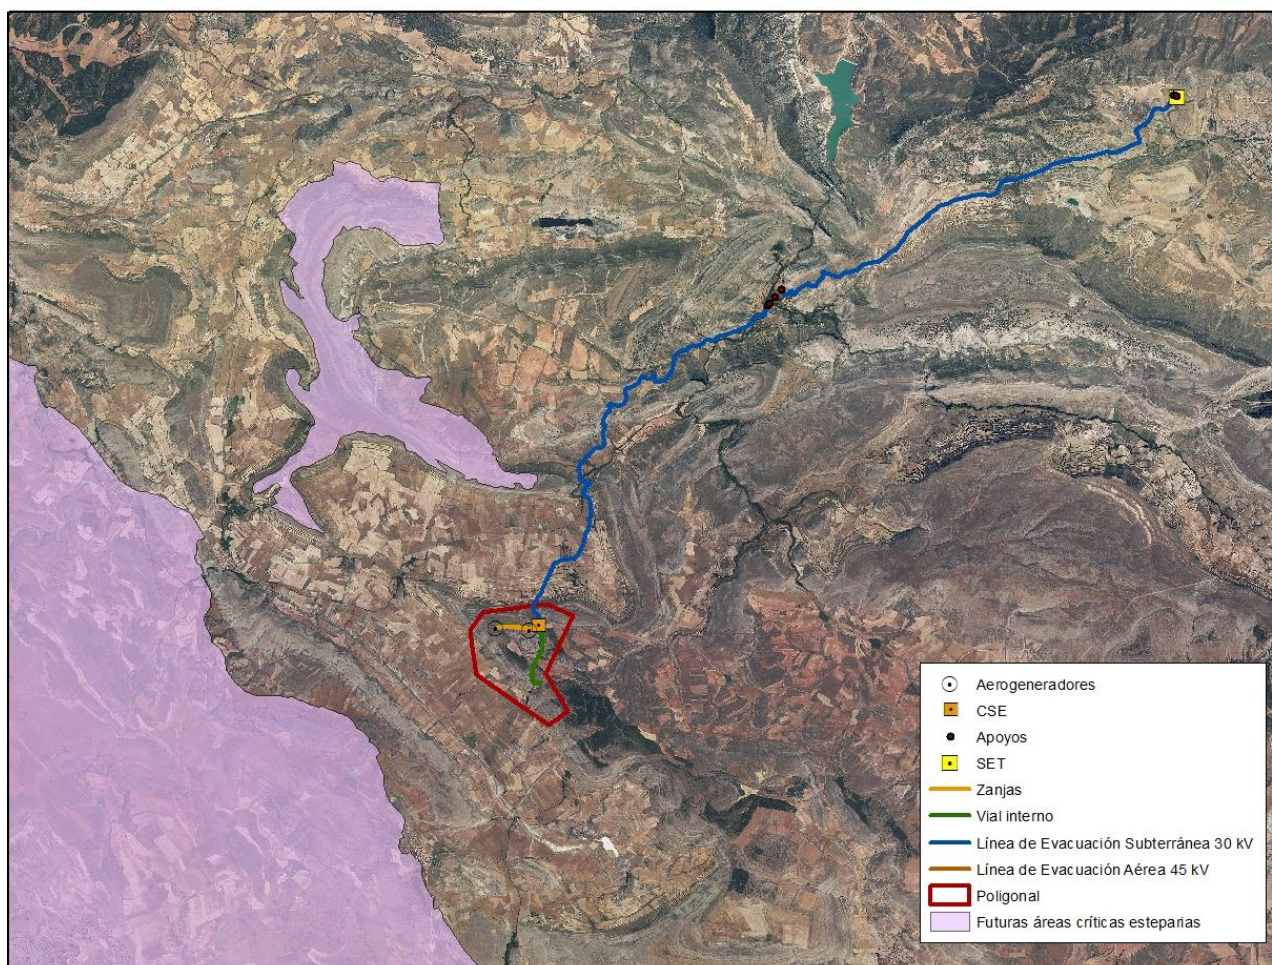 Aerogeneradores
CSE
Apoyos
SET
Zanjas
Vial interno
Línea de Evacuación Subterránea 30 kV
Línea de Evacuación Aérea 45 kV
Poligonal
Futuras áreas críticas esteparias